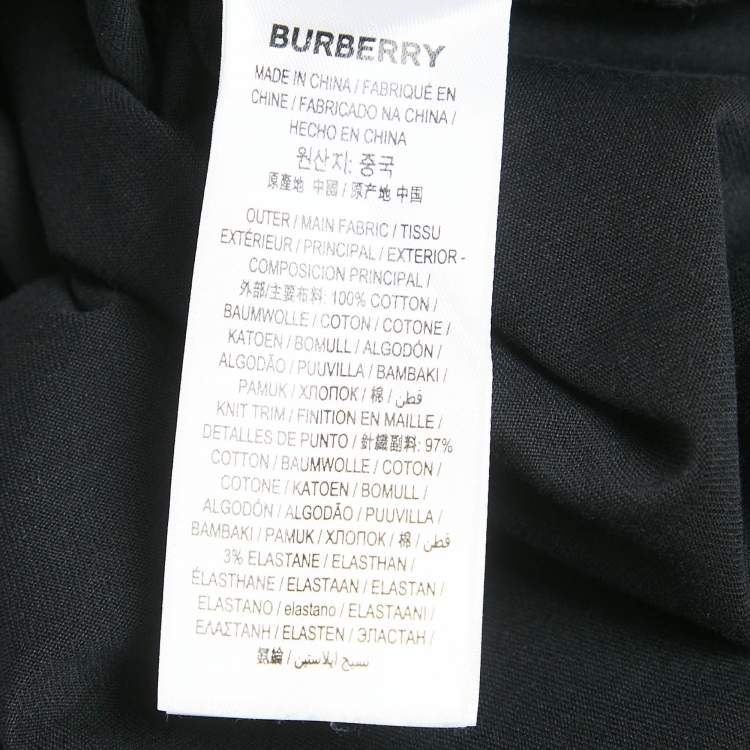 BURBERRY
MADE IN CHINA / FABRIQUÉ EN
CHINE / FABRICADO NA CHINA /
HECHO EN CHINA
원산지: 중국
原產地 中國 / 原产地 中国
OUTER / MAIN FABRIC / TISSU
EXTÉRIEUR / PRINCIPAL / EXTERIOR -
COMPOSICION PRINCIPAL /
外部/主要布料: 100% COTTON /
BAUMWOLLE / COTON / COTONE /
KATOEN / BOMULL / ALGODÓN /
ALGODÃO / PUUVILLA / BAMBAKI /
PAMUK / ХЛОПОК / 棉 / قطن /
KNIT TRIM / FINITION EN MAILLE /
DETALLES DE PUNTO / 針織副料: 97%
COTTON / BAUMWOLLE / COTON /
COTONE / KATOEN / BOMULL /
ALGODÓN / ALGODÃO / PUUVILLA /
BAMBAKI / PAMUK / ХЛОПОК / 棉 / قطن /
3% ELASTANE / ELASTHAN /
ÉLASTHANE / ELASTAAN / ELASTAN /
ELASTANO / elastano / ELASTAANI /
ΕΛΑΣΤΑΝΗ / ELASTEN / ЭЛАСТАН /
氨綸 / نسيج ايلاستين